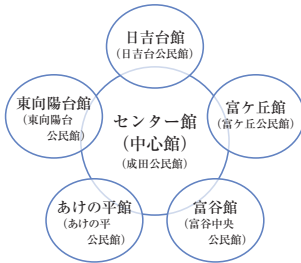 日吉台館
(日吉台公民館)
東向陽台館
(東向陽台
公民館)
センター館
(中心館)
(成田公民館)
富ケ丘館
(富ケ丘公民館)
あけの平館
(あけの平
公民館)
富谷館
(富谷中央
公民館)